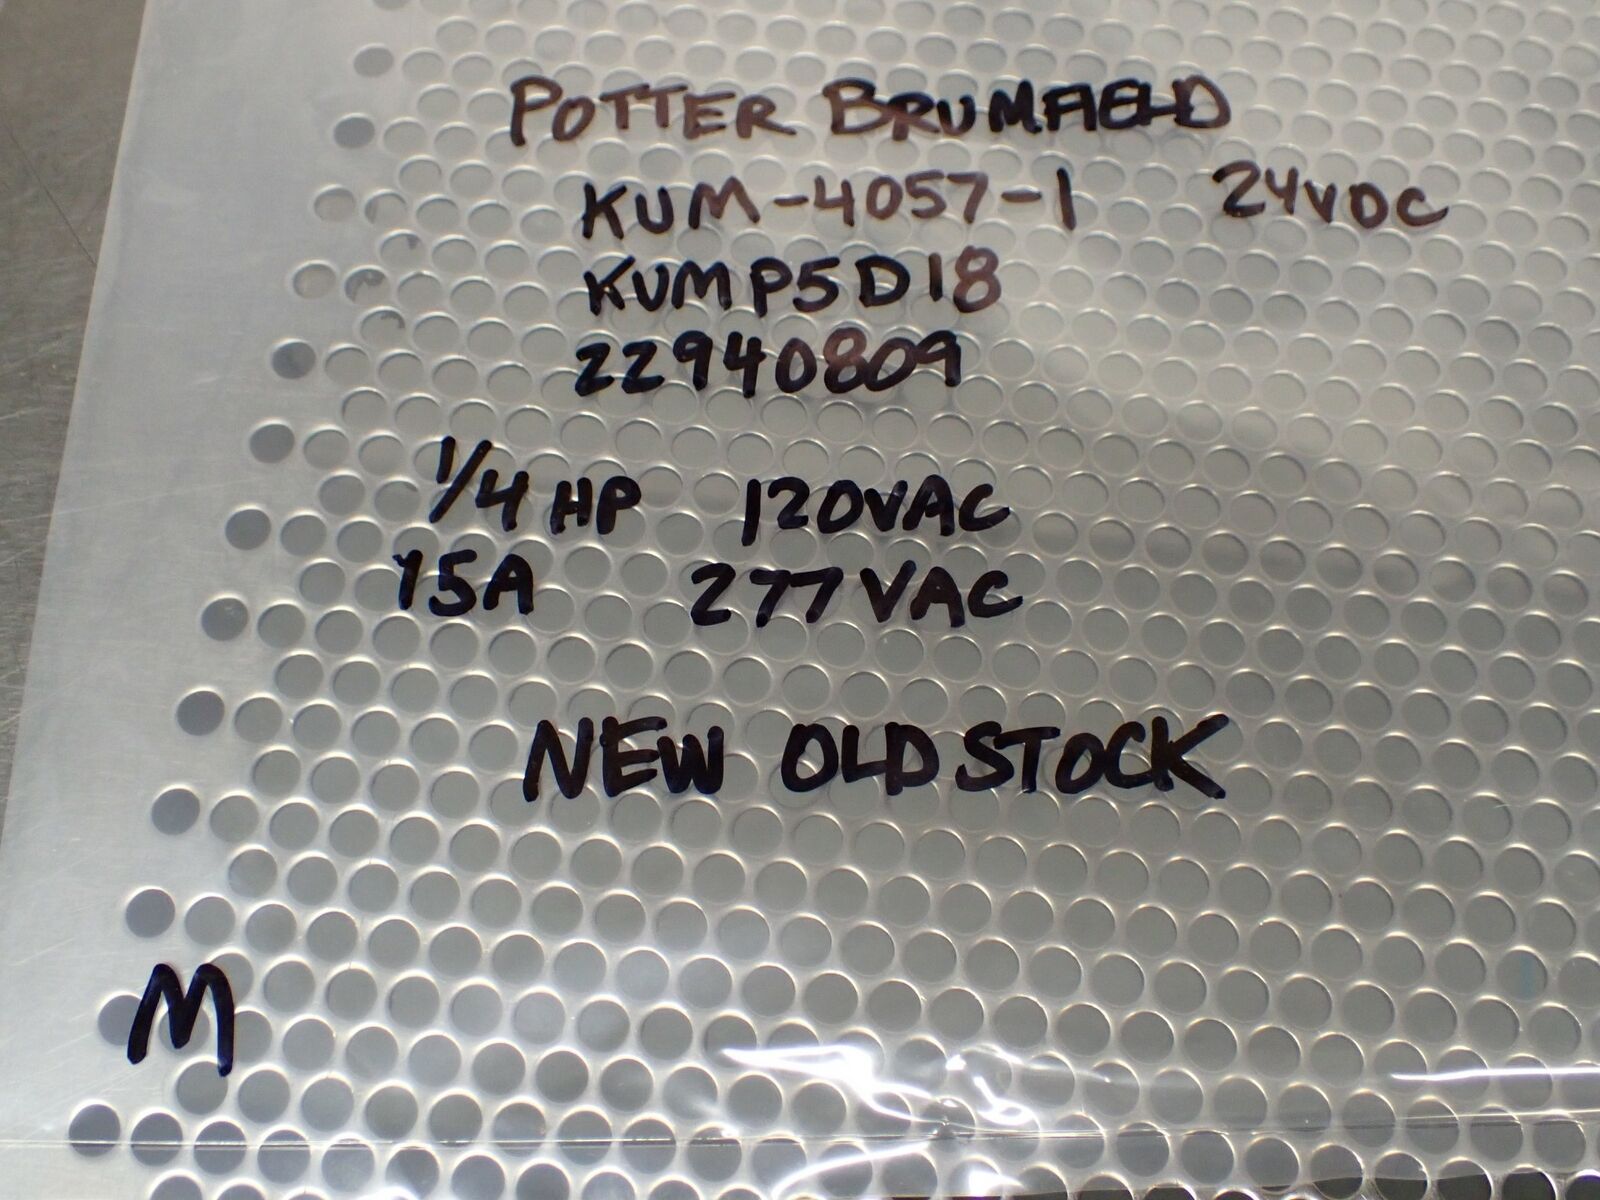 POTTER BRUMFIELD
KUM-4057-1 24VDC
KUMP5D18
22940809
1/4 HP 120VAC
15A 277VAC
NEW OLD STOCK
M